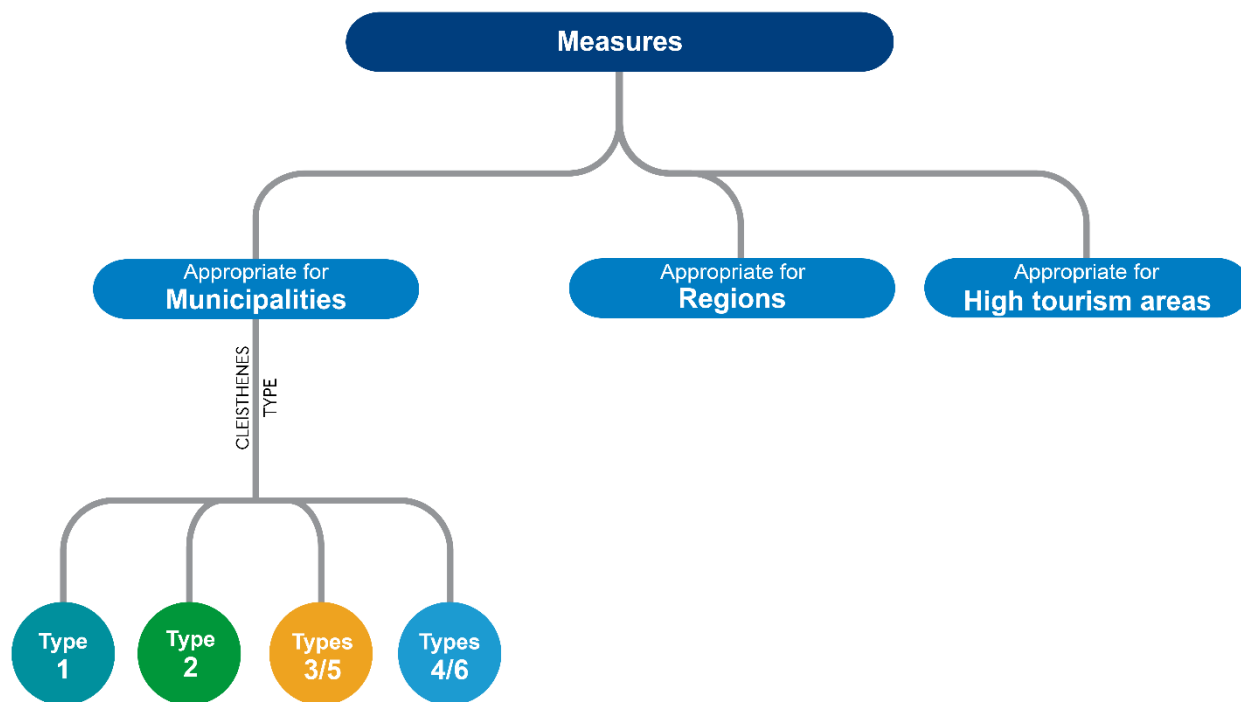 Measures
Appropriate for
Municipalities
Appropriate for
Regions
Appropriate for
High tourism areas
CLEISTHENES
TYPE
Type
1
Type
2
Types
3/5
Types
4/6